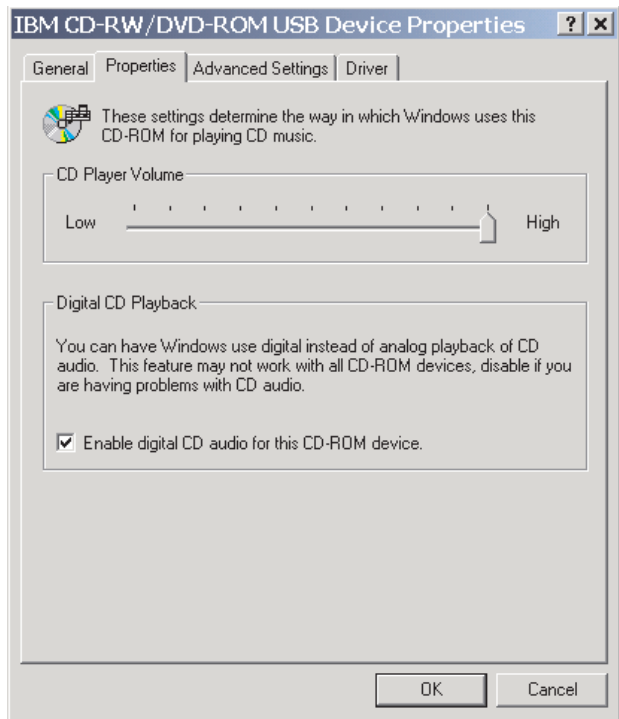 IBM CD-RW/DVD-ROM USB Device Properties
General Properties Advanced Settings Driver
These settings determine the way in which Windows uses this
CD-ROM for playing CD music.
CD Player Volume
Low High
Digital CD Playback
You can have Windows use digital instead of analog playback of CD
audio. This feature may not work with all CD-ROM devices, disable if you
are having problems with CD audio.
Enable digital CD audio for this CD-ROM device.
OK Cancel